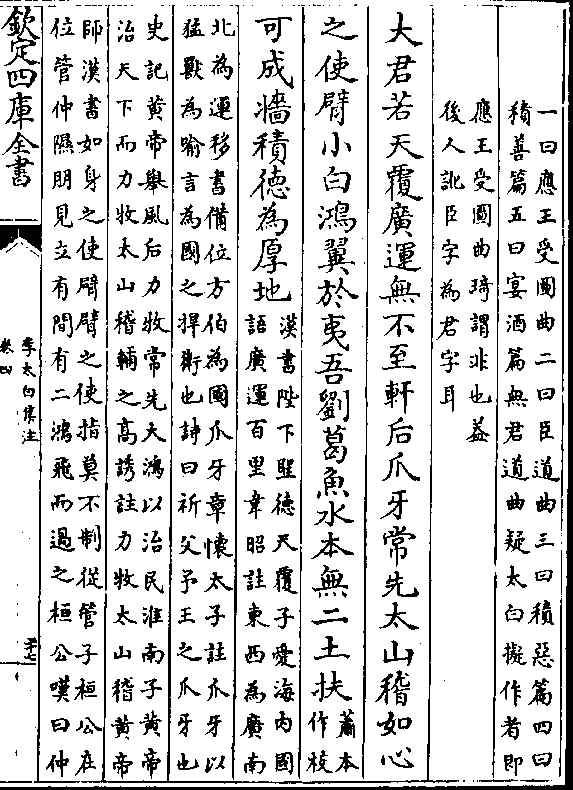 一曰應王受圖曲二曰臣道曲三曰積惡篇四曰
積善篇五曰宴酒篇無君道曲疑太白擬作者即
應王受圖曲琦謂非也葢
後人訛臣字為君字耳
大君若天覆廣運無不至軒后爪牙常先太山稽如心
之使臂小白鴻翼於夷吾劉葛魚水本無二土扶
蕭本
作枝
可成牆積德為厚地
漢書陛下聖德天覆子愛海内國
語廣運百里韋昭註東西為廣南
北為運移書備位方伯為國爪牙章懷太子註爪牙以
猛獸為喻言為國之捍衛也詩曰祈父予王之爪牙也
史記黄帝舉風后力牧常先大鴻以治民淮南子黄帝
治天下而力牧太山稽輔之高誘註力牧太山稽黄帝
師漢書如身之使臂臂之使指莫不制從管子桓公在
位管仲隰朋見立有間有二鴻飛而過之桓公嘆曰仲
欽定四庫全書
李太白集注
卷四
二十七